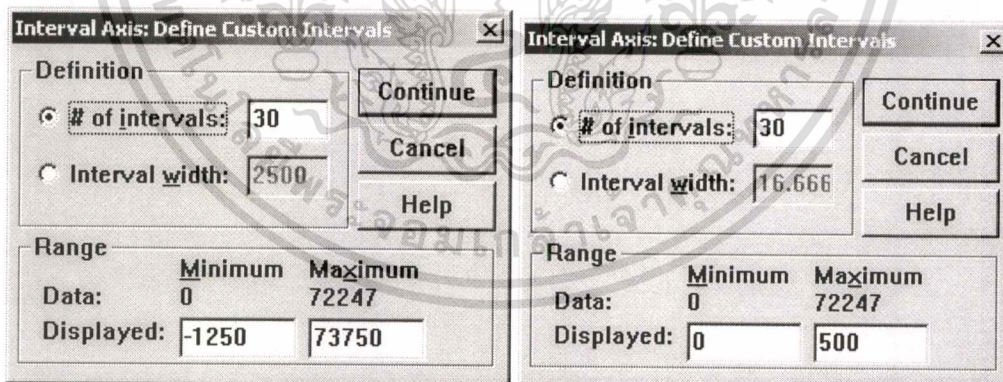 Interval Axis: Define Custom Intervals
Definition
# of intervals: 30
Interval width: 2500
Continue
Cancel
Help
Range
Minimum Maximum
Data: 0 72247
Displayed: -1250 73750
Interval Axis: Define Custom Intervals
Definition
# of intervals: 30
Interval width: 16.666
Continue
Cancel
Help
Range
Minimum Maximum
Data: 0 72247
Displayed: 0 500